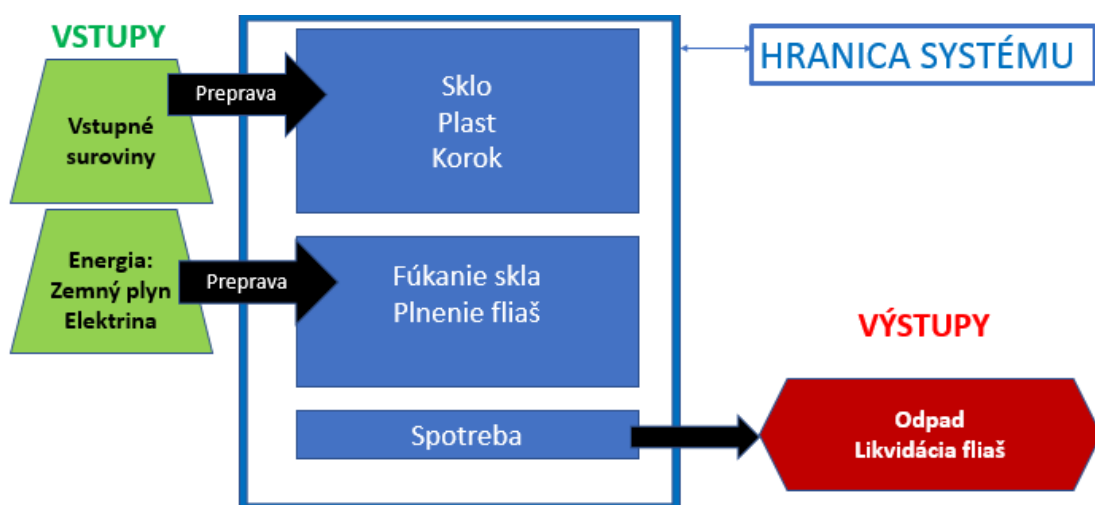 VSTUPY
Vstupné
suroviny
Preprava
Sklo
Plast
Korok
HRANICA SYSTÉMU
Energia:
Zemný plyn
Elektrina
Preprava
Fúkanie skla
Plnenie fliaš
Spotreba
VÝSTUPY
Odpad
Likvidácia fliaš